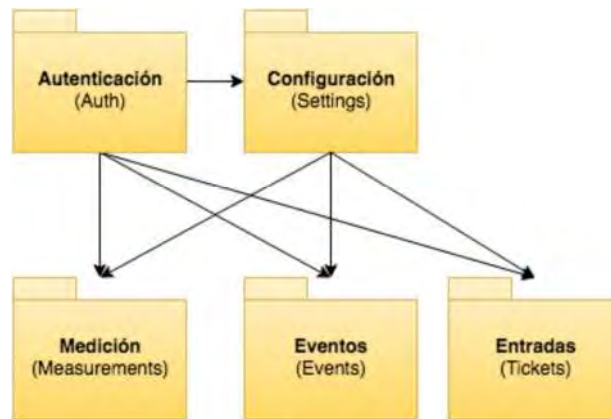 Autenticación
(Auth)
Configuración
(Settings)
Medición
(Measurements)
Eventos
(Events)
Entradas
(Tickets)